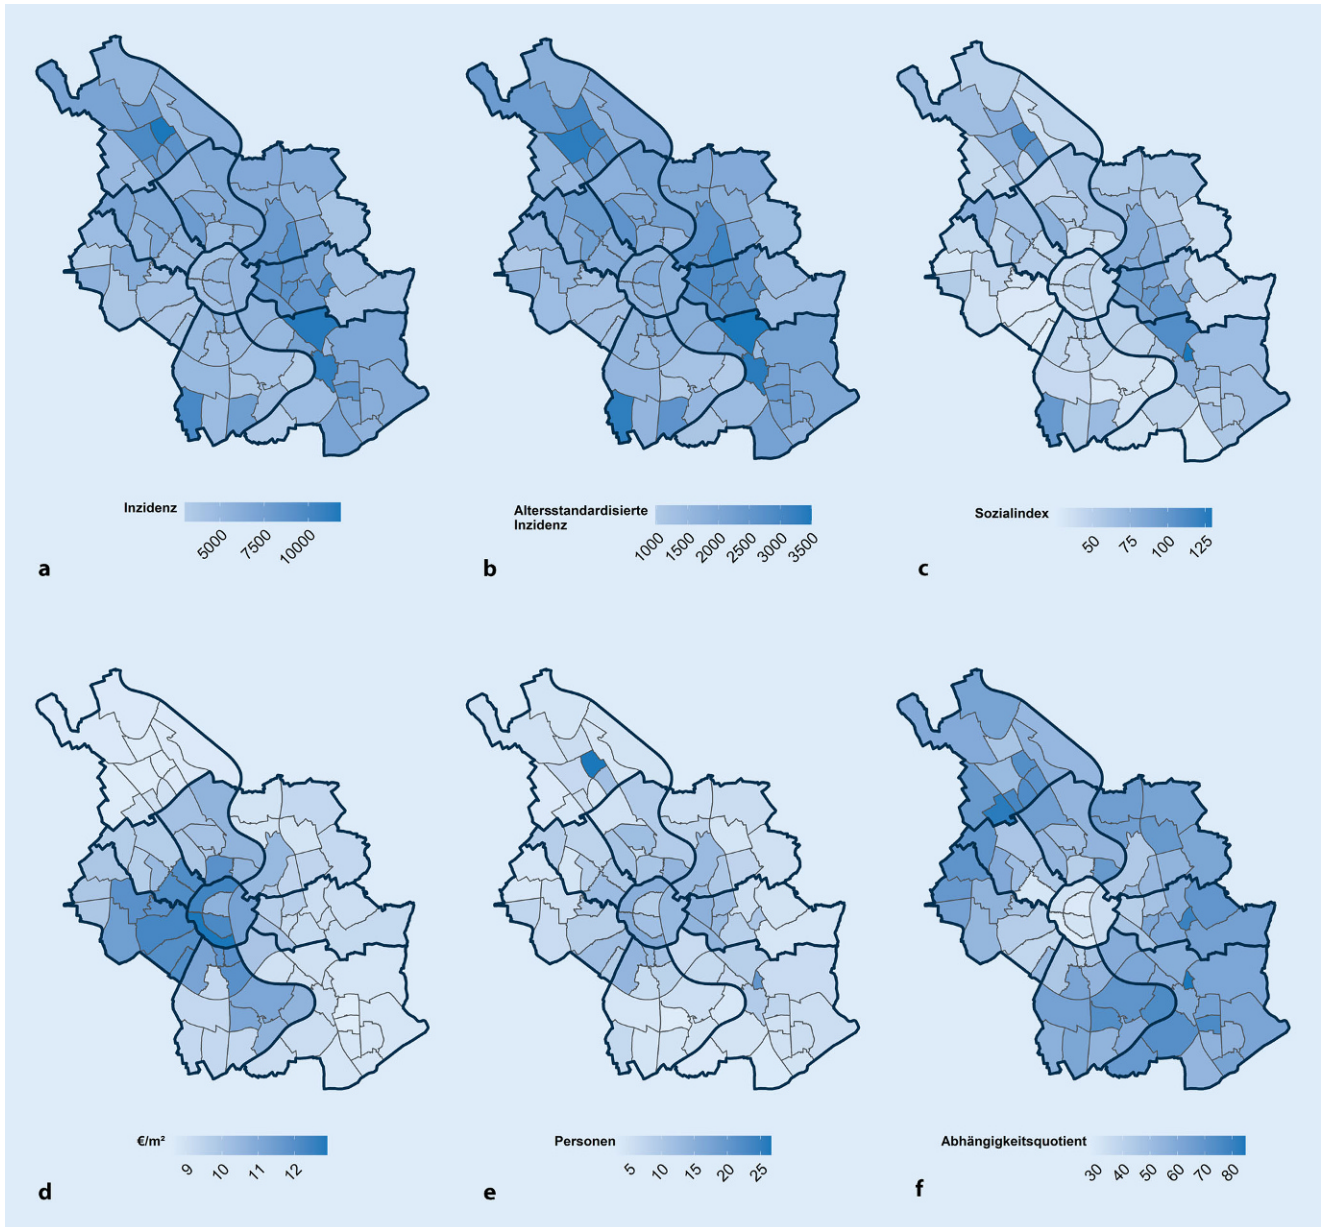 Inzidenz
5000 7500 10000
a
Altersstandardisierte
Inzidenz
1000 1500 2000 2500 3000 3500
b
Sozialindex
50 75 100 125
c
€/m²
9 10 11 12
d
Personen
5 10 15 20 25
e
Abhängigkeitsquotient
30 40 50 60 70 80
f